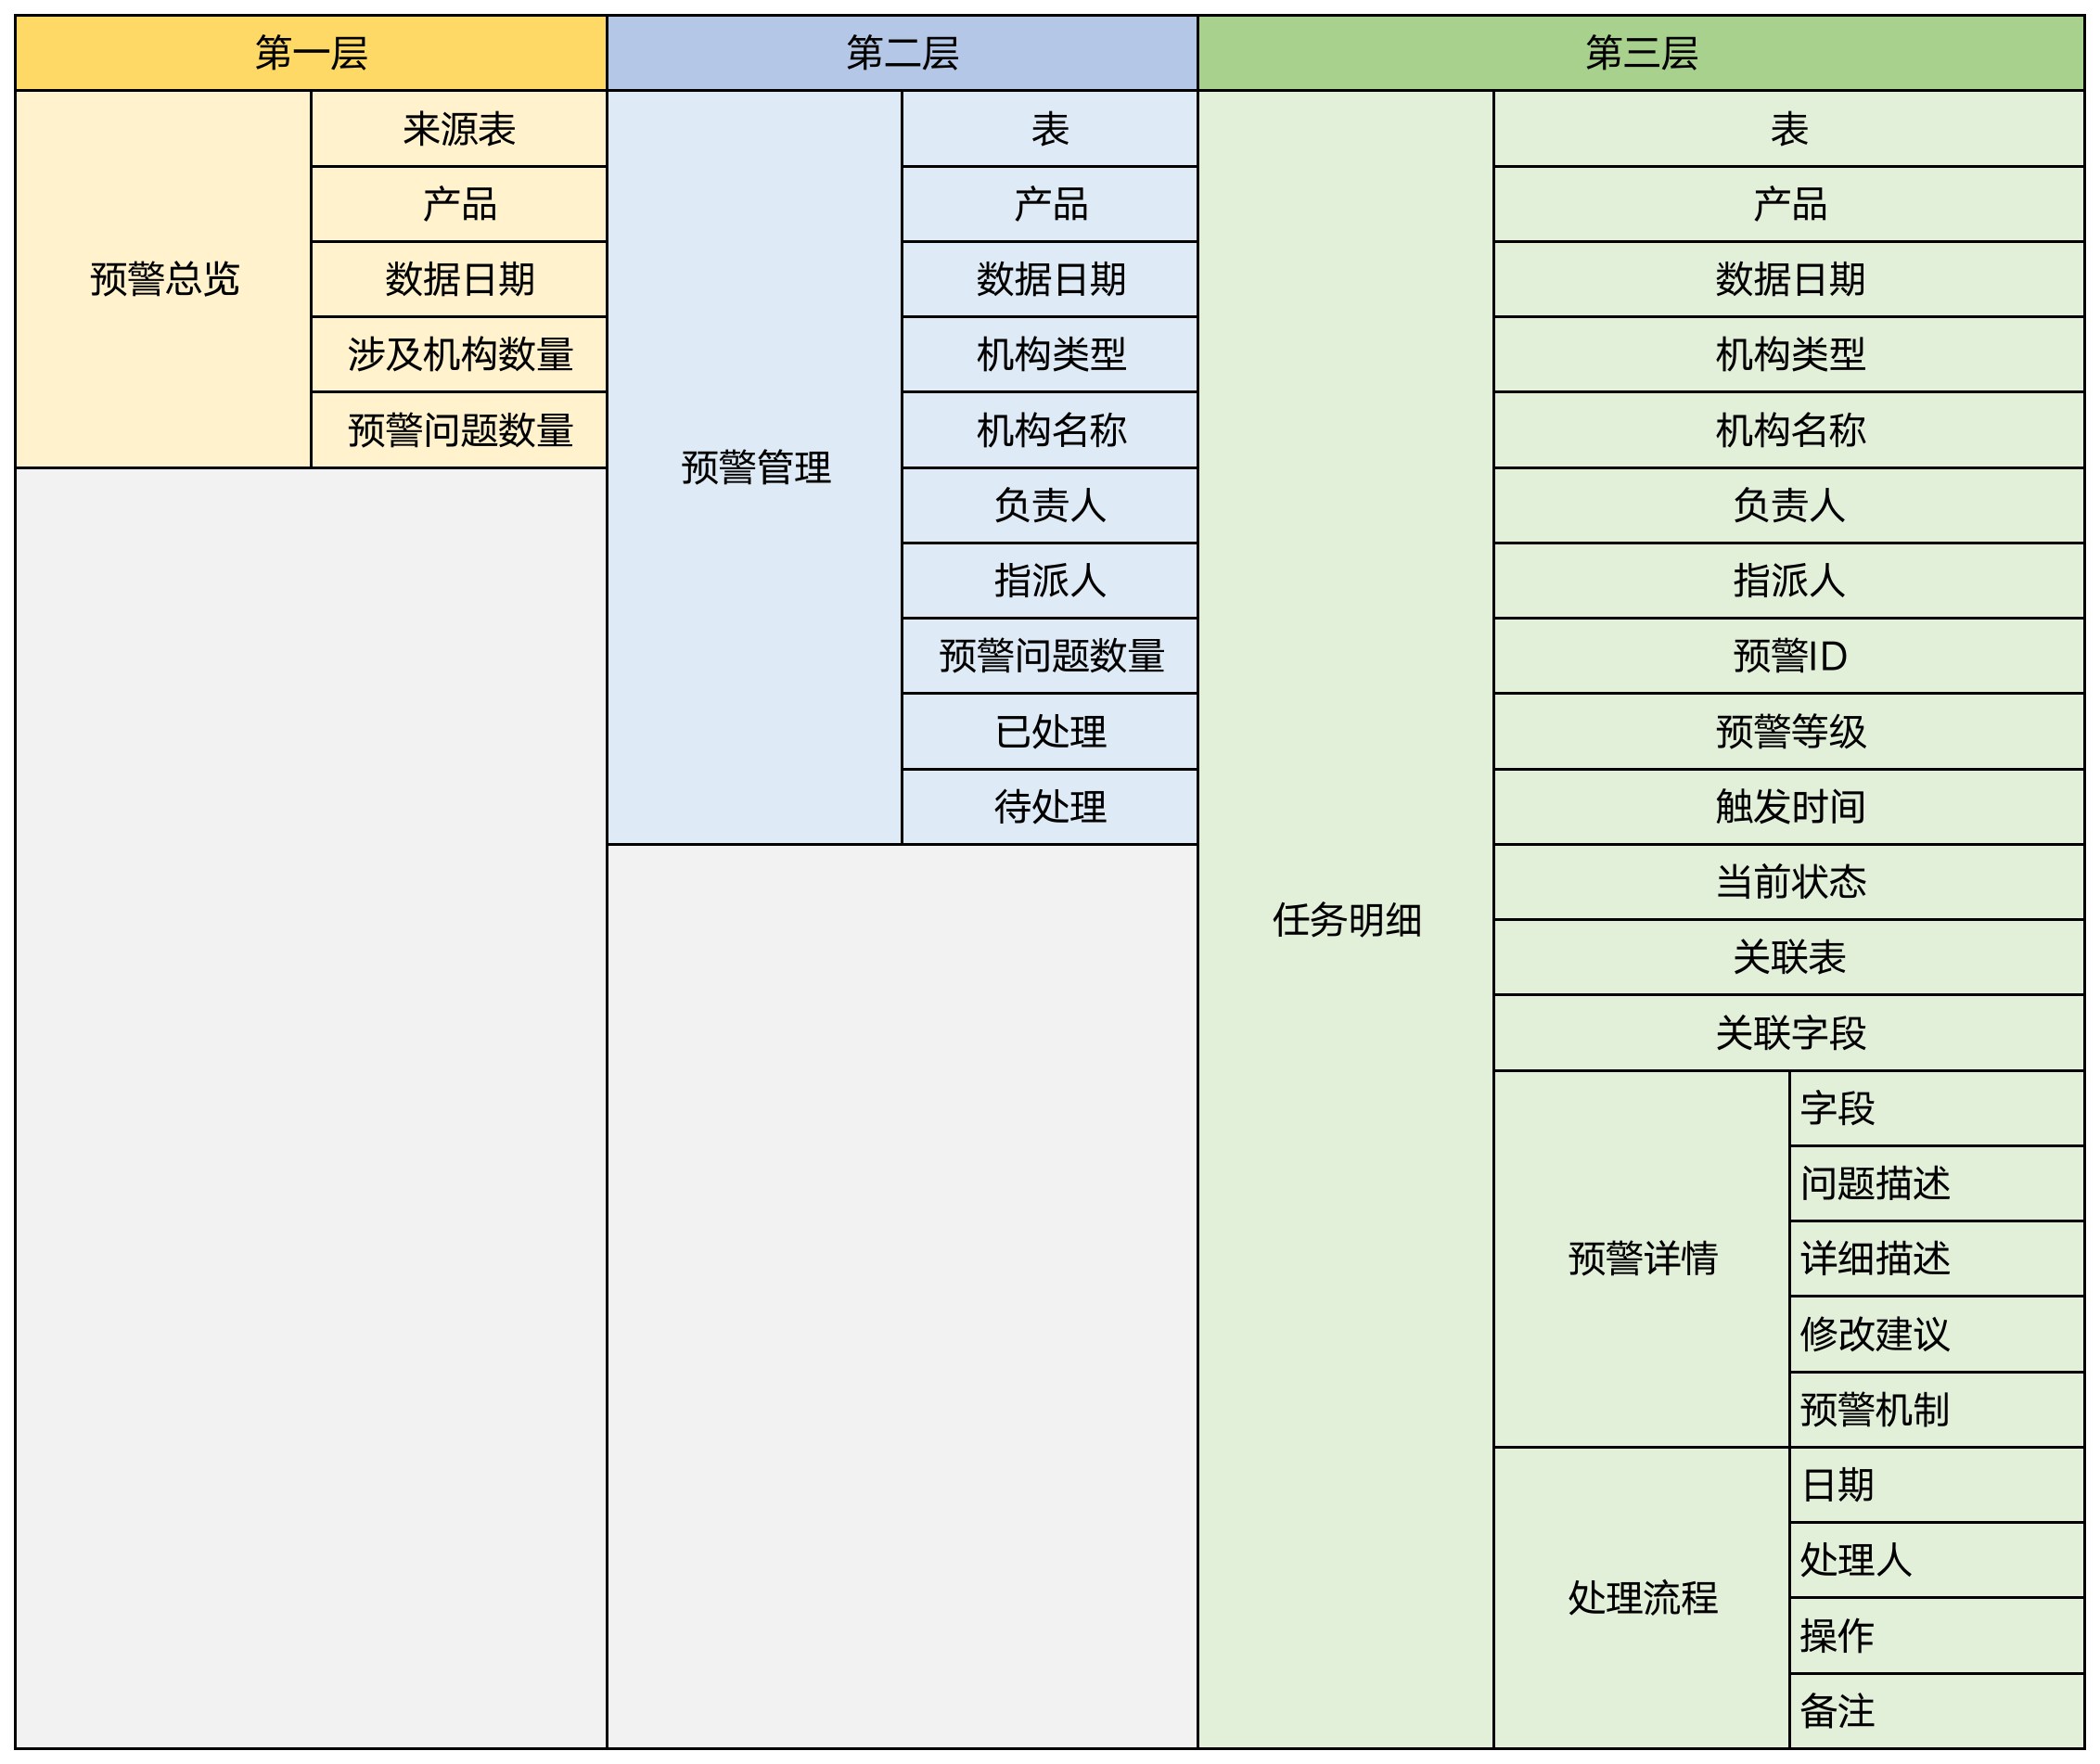 第一层
第二层
第三层
预警总览
来源表
产品
数据日期
涉及机构数量
预警问题数量
预警管理
表
产品
数据日期
机构类型
机构名称
负责人
指派人
预警问题数量
已处理
待处理
任务明细
表
产品
数据日期
机构类型
机构名称
负责人
指派人
预警ID
预警等级
触发时间
当前状态
关联表
关联字段
预警详情
字段
问题描述
详细描述
修改建议
预警机制
处理流程
日期
处理人
操作
备注